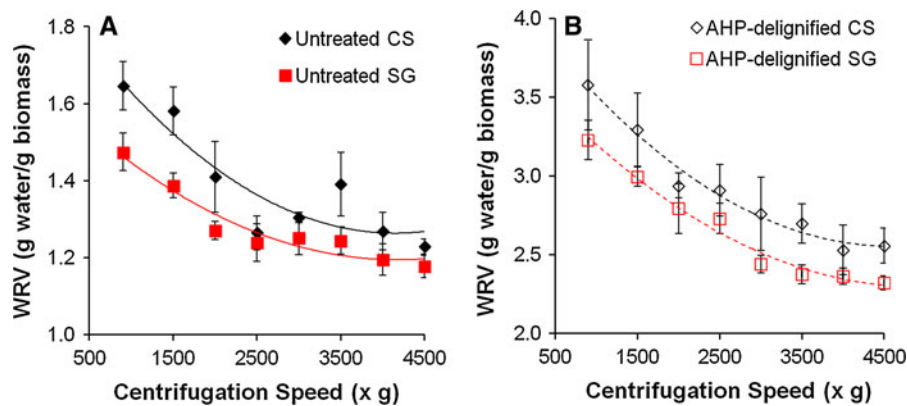 A
Untreated CS
Untreated SG
WRV (g water/g biomass)
1.8
1.6
1.4
1.2
1.0
500 1500 2500 3500 4500
Centrifugation Speed (x g)
B
AHP-delignified CS
AHP-delignified SG
WRV (g water/g biomass)
4.0
3.5
3.0
2.5
2.0
500 1500 2500 3500 4500
Centrifugation Speed (x g)